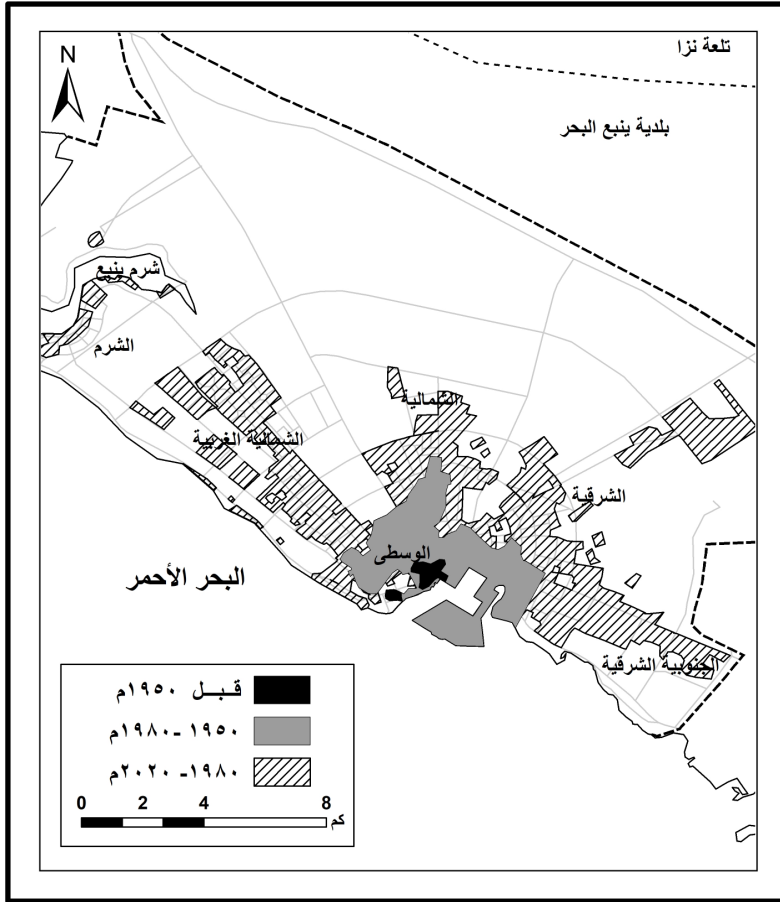 تلعة نزا
N
بلدية ينبع البحر
شرم ينبع
الشرم
الشمالية
الشمالية الغربية
الشرقية
الوسطى
البحر الأحمر
الجنوبية الشرقية
قـبـــل ١٩٥٠م
١٩٥٠ -١٩٨٠م
١٩٨٠- ٢٠٢٠م
0 2 4 8
كم